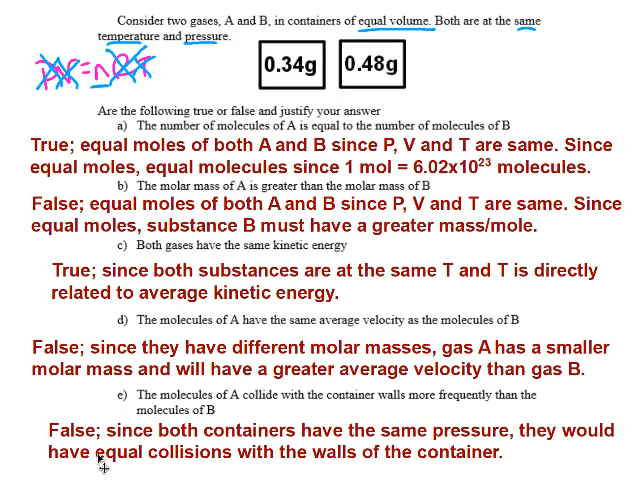 Consider two gases, A and B, in containers of equal volume. Both are at the same
temperature and pressure.
PV=nRT
0.34g 0.48g
Are the following true or false and justify your answer
a) The number of molecules of A is equal to the number of molecules of B
True; equal moles of both A and B since P, V and T are same. Since
equal moles, equal molecules since 1 mol = 6.02x10²³ molecules.
b) The molar mass of A is greater than the molar mass of B
False; equal moles of both A and B since P, V and T are same. Since
equal moles, substance B must have a greater mass/mole.
c) Both gases have the same kinetic energy
True; since both substances are at the same T and T is directly
related to average kinetic energy.
d) The molecules of A have the same average velocity as the molecules of B
False; since they have different molar masses, gas A has a smaller
molar mass and will have a greater average velocity than gas B.
e) The molecules of A collide with the container walls more frequently than the
molecules of B
False; since both containers have the same pressure, they would
have equal collisions with the walls of the container.